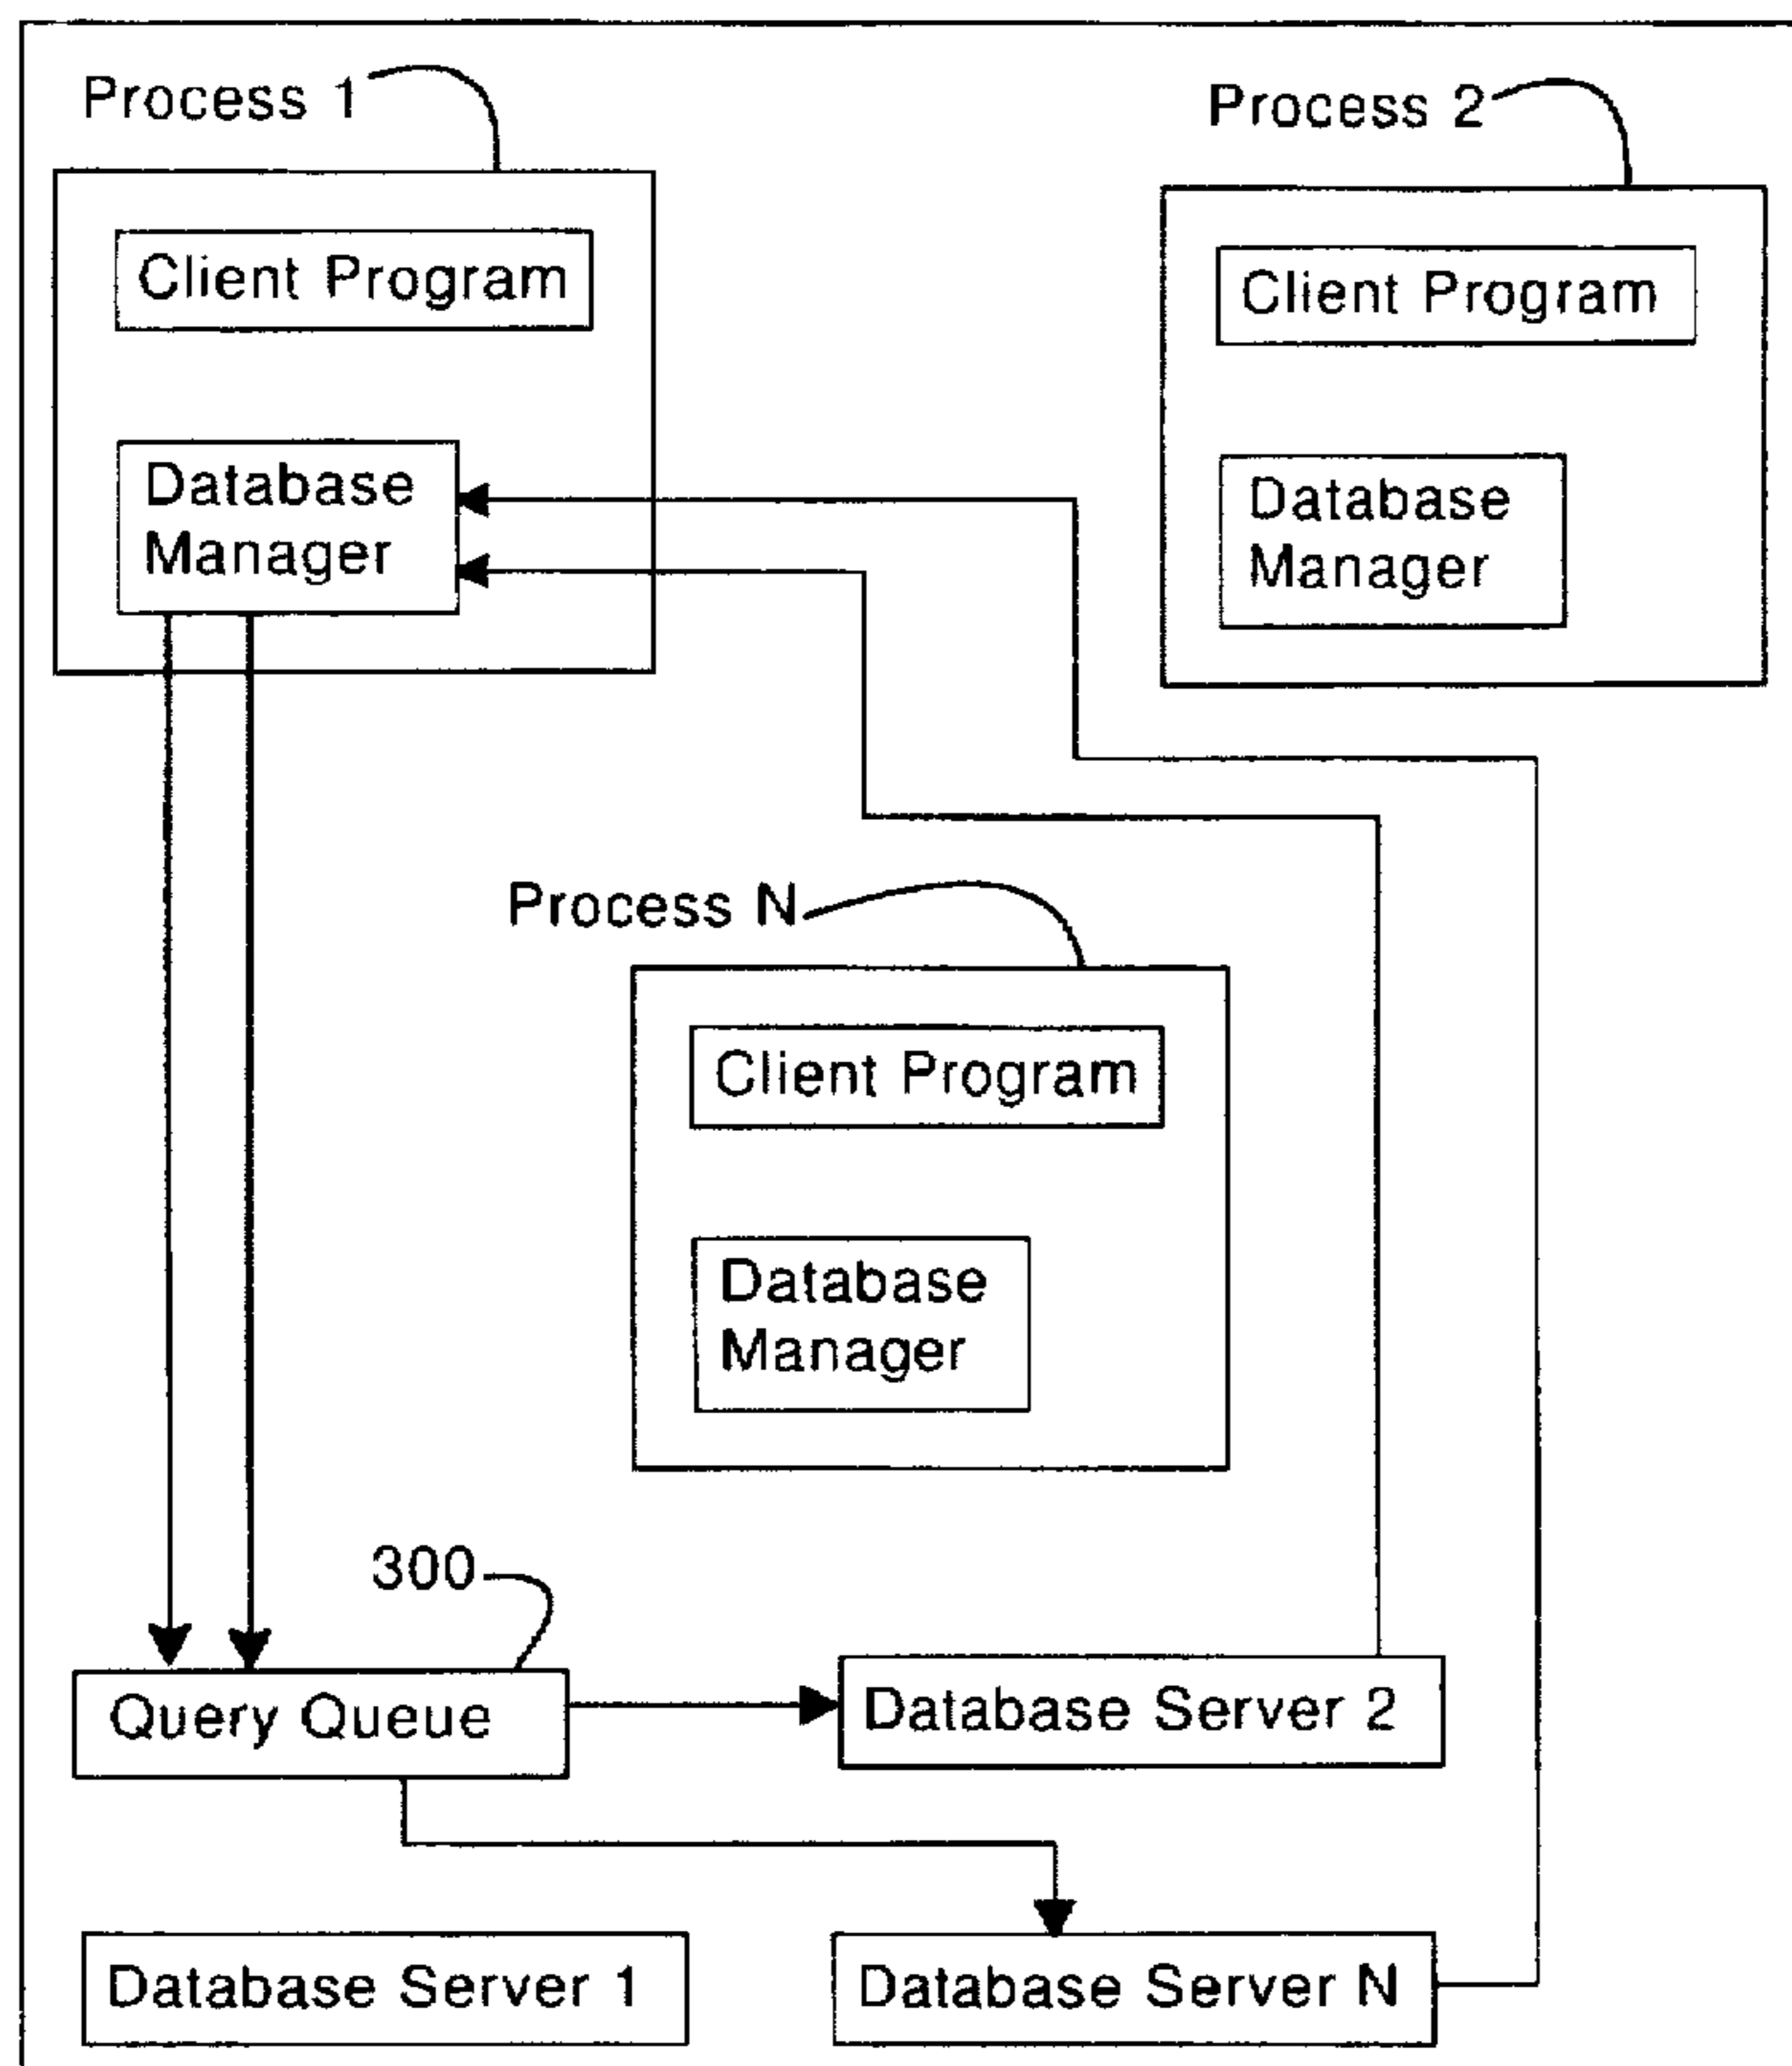 Process 1
Process 2
Client Program
Client Program
Database
Manager
Database
Manager
Process N
Client Program
Database
Manager
300
Query Queue
Database Server 2
Database Server 1
Database Server N